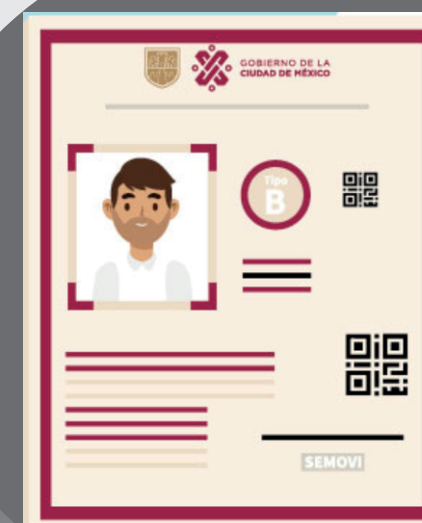 GOBIERNO DE LA
CIUDAD DE MÉXICO
Tipo
B
SEMOVI